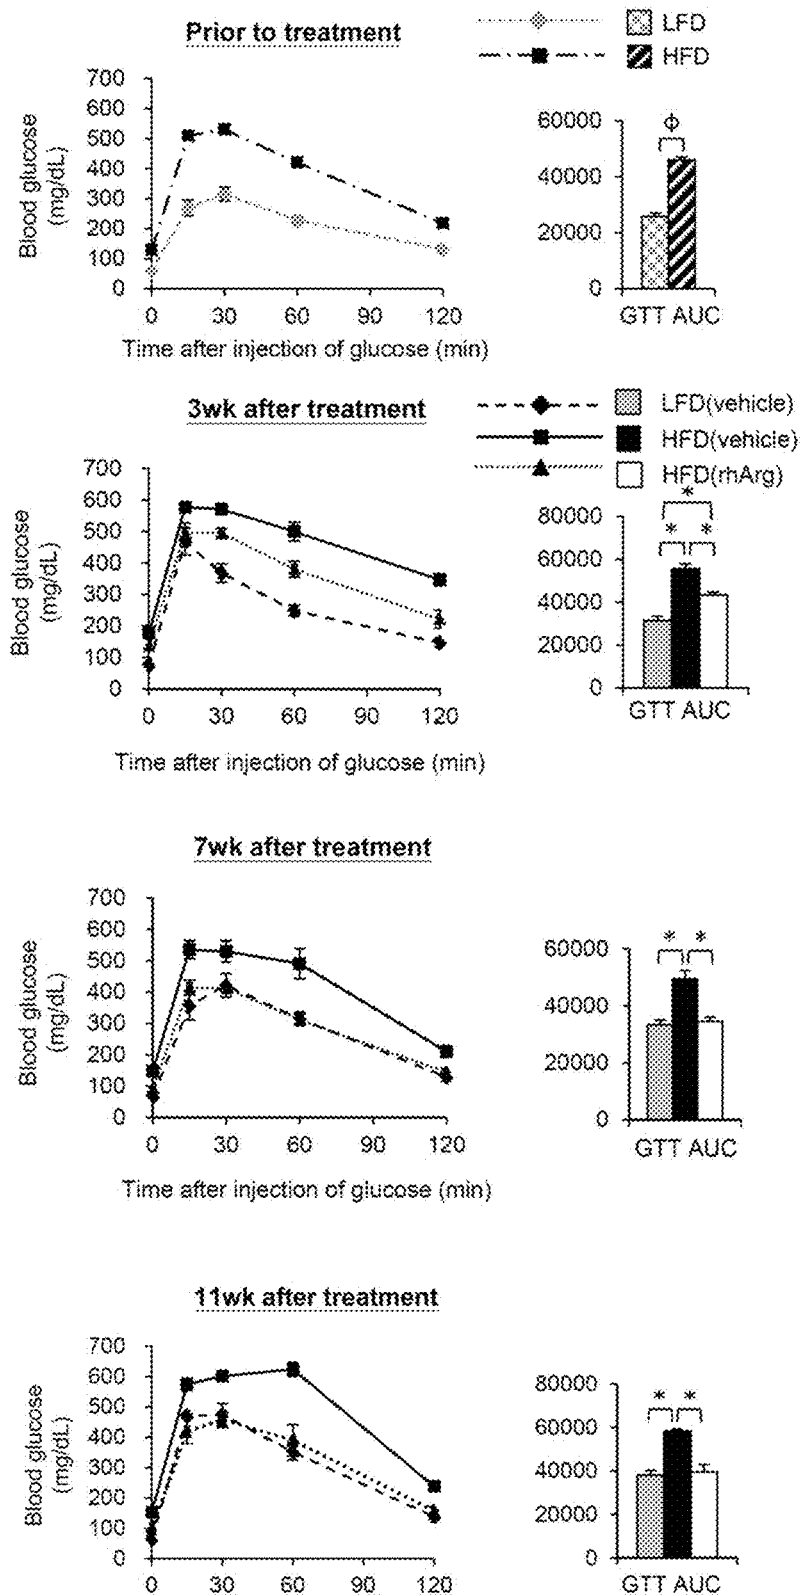 Prior to treatment
LFD
HFD
700
600
500
400
300
200
100
0
Blood glucose
(mg/dL)
0 30 60 90 120
Time after injection of glucose (min)
60000
40000
20000
0
ϕ
GTT AUC
3wk after treatment
LFD(vehicle)
HFD(vehicle)
HFD(rhArg)
700
600
500
400
300
200
100
0
Blood glucose
(mg/dL)
0 30 60 90 120
Time after injection of glucose (min)
80000
60000
40000
20000
0
*
* *
GTT AUC
7wk after treatment
700
600
500
400
300
200
100
0
Blood glucose
(mg/dL)
0 30 60 90 120
Time after injection of glucose (min)
60000
40000
20000
0
* *
GTT AUC
11wk after treatment
700
600
500
400
300
200
100
0
Blood glucose
(mg/dL)
0 30 60 90 120
80000
60000
40000
20000
0
* *
GTT AUC